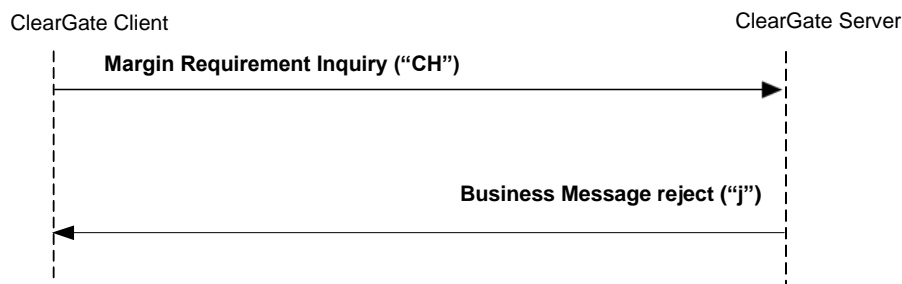 ClearGate Client
ClearGate Server
Margin Requirement Inquiry (“CH”)
Business Message reject (“j”)